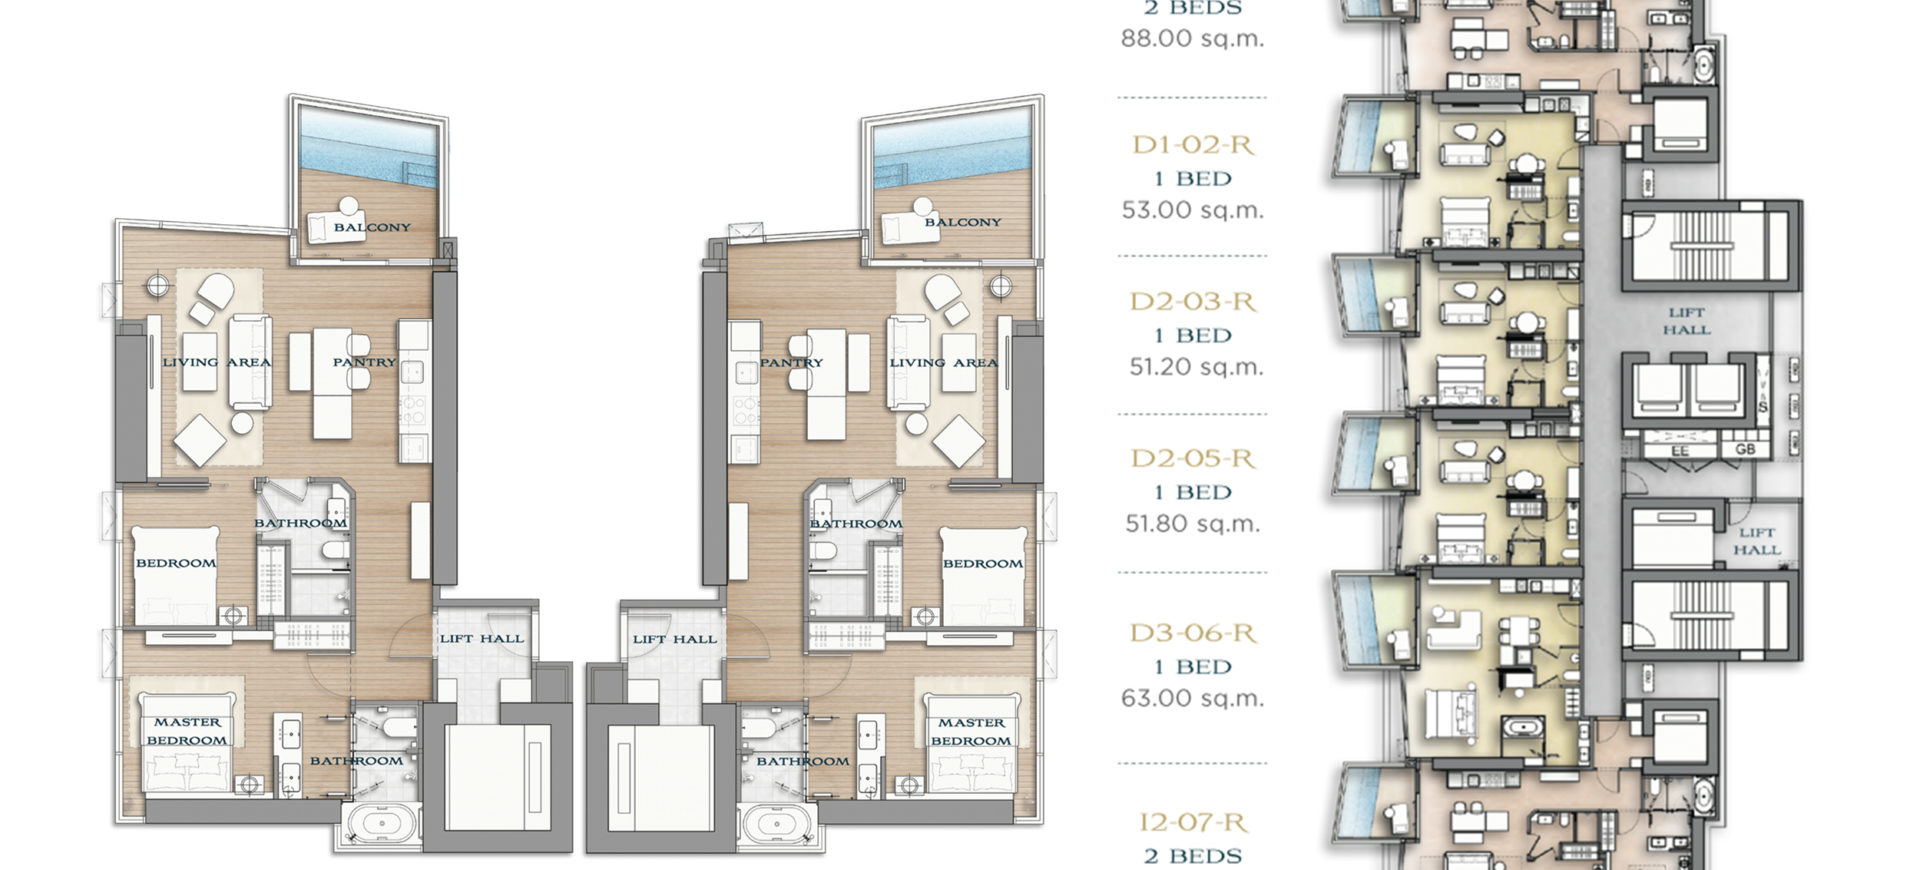 BALCONY
LIVING AREA
PANTRY
BATHROOM
BEDROOM
LIFT HALL
MASTER
BEDROOM
BATHROOM
BALCONY
PANTRY
LIVING AREA
BATHROOM
BEDROOM
LIFT HALL
MASTER
BEDROOM
BATHROOM
2 BEDS
88.00 sq.m.
D1-02-R
1 BED
53.00 sq.m.
D2-03-R
1 BED
51.20 sq.m.
D2-05-R
1 BED
51.80 sq.m.
D3-06-R
1 BED
63.00 sq.m.
I2-07-R
2 BEDS
LIFT
HALL
EE
GB
LIFT
HALL